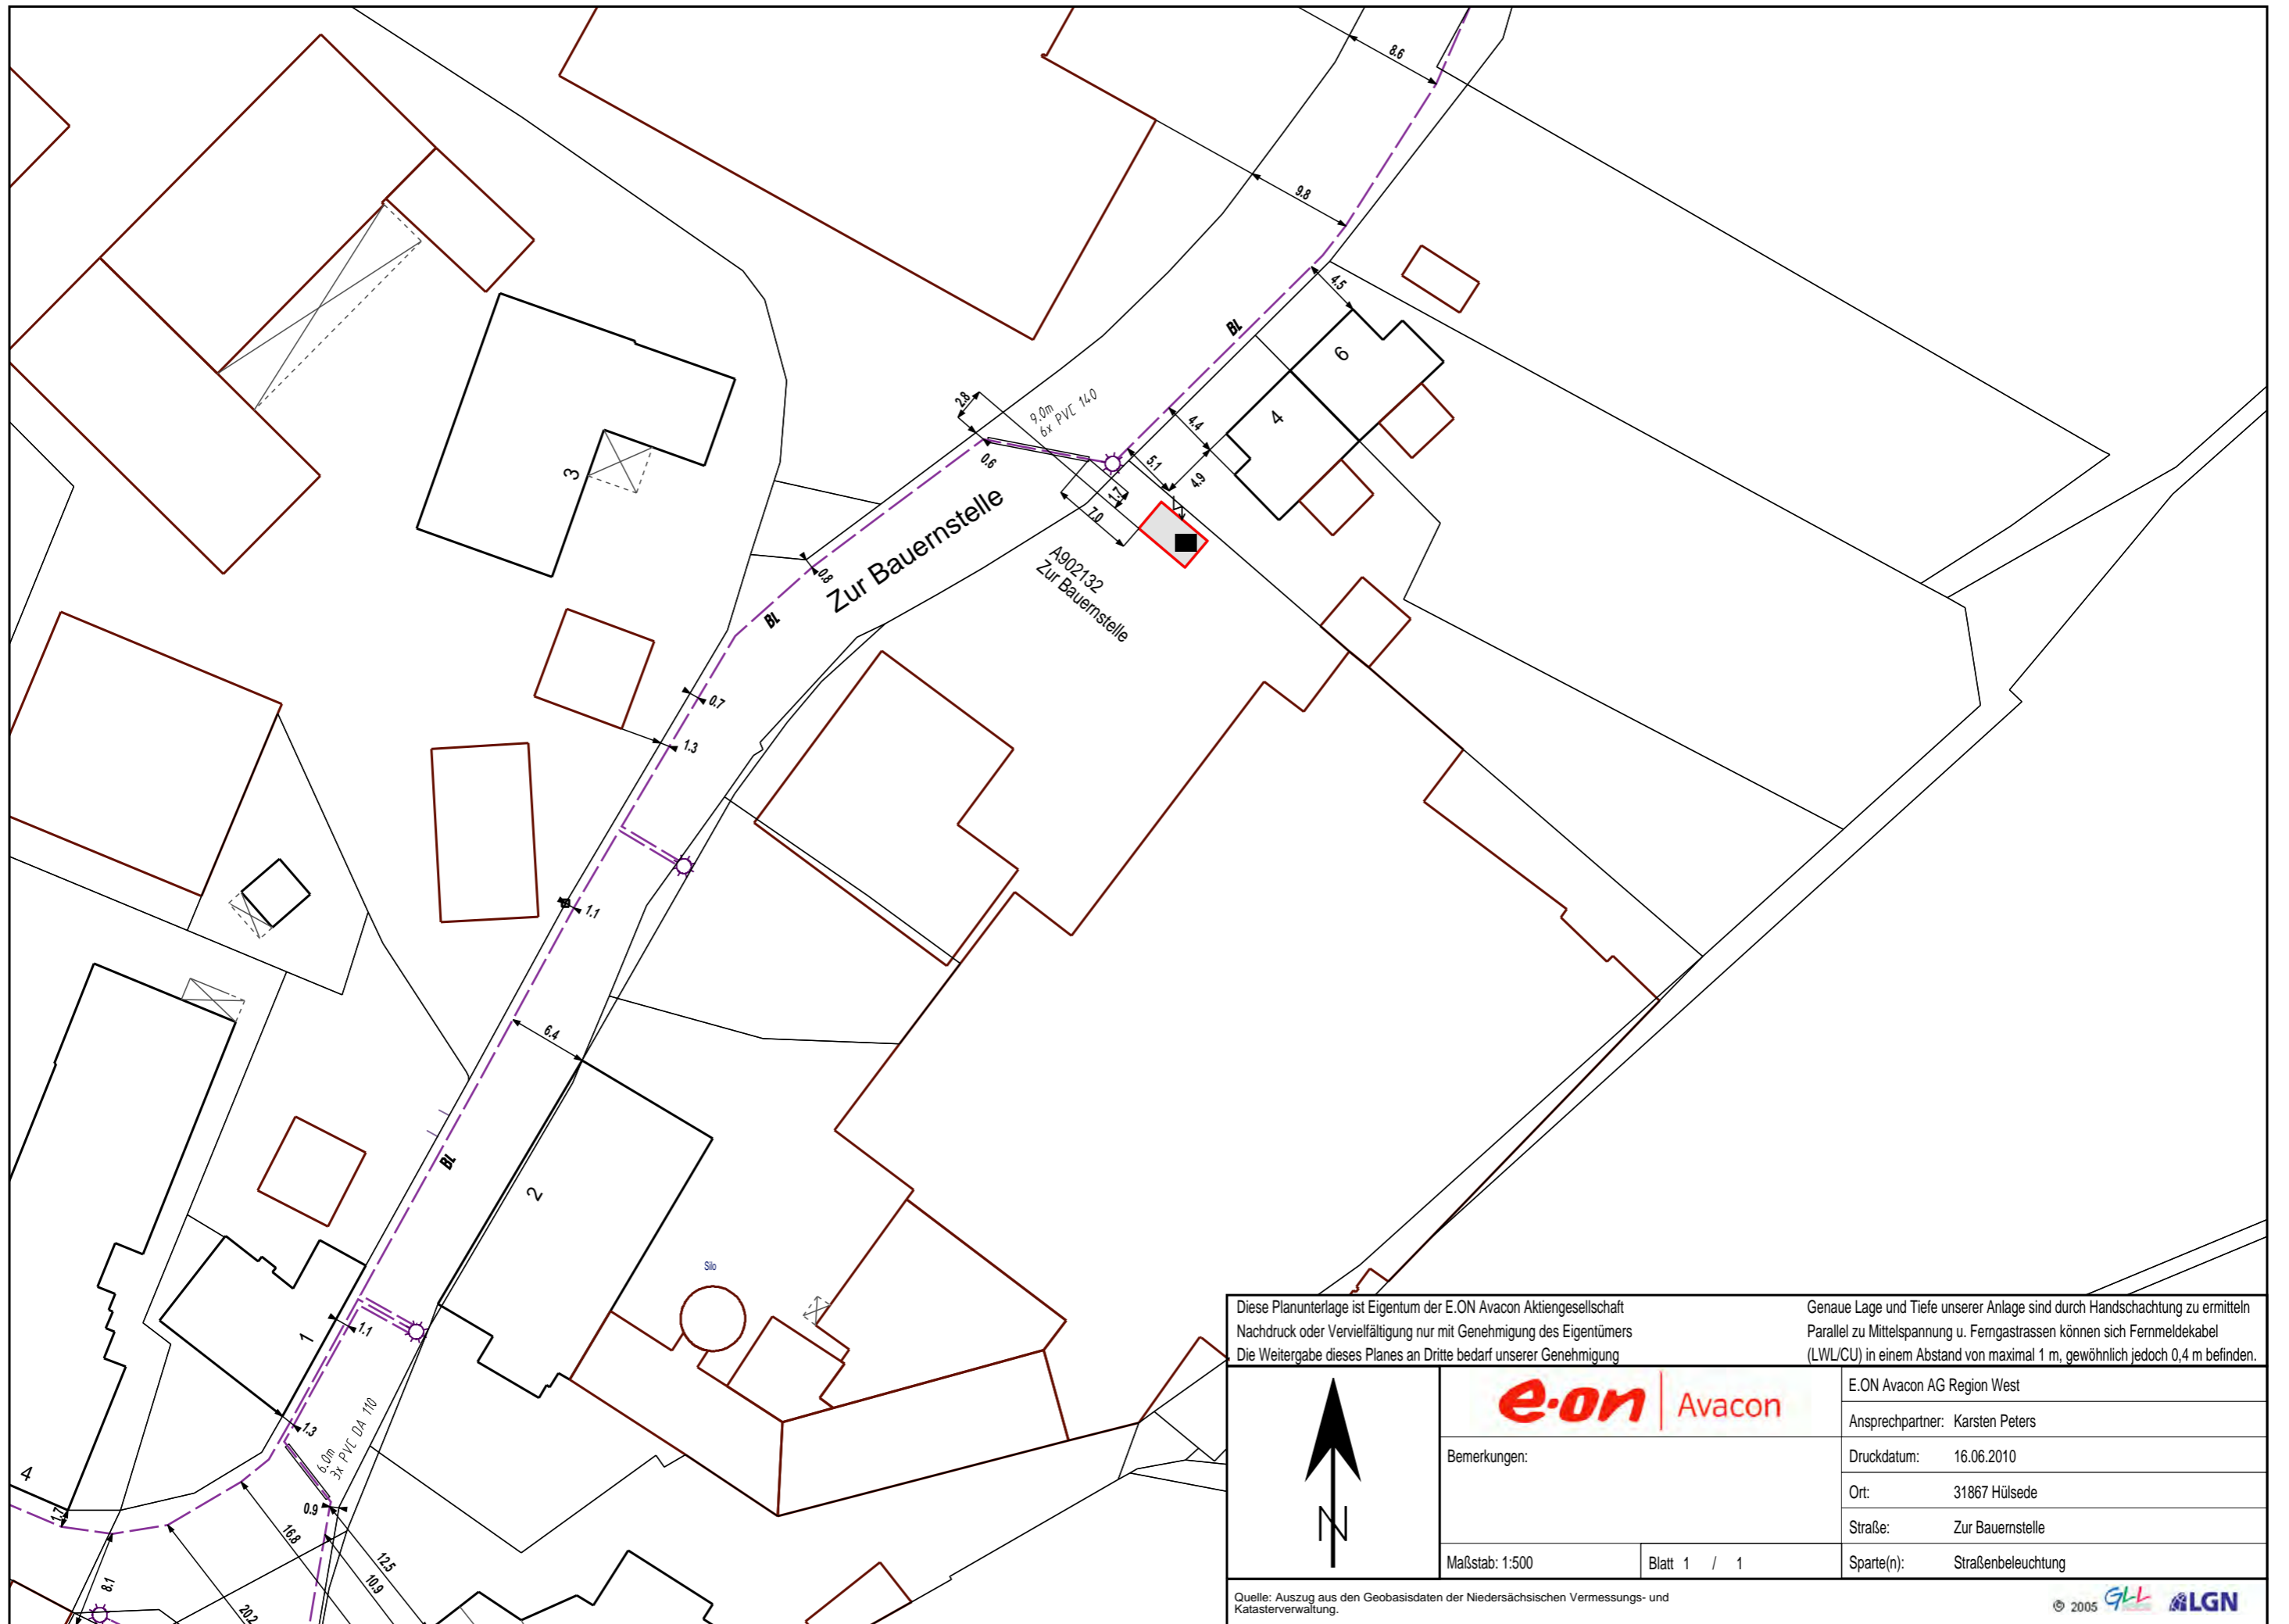 8.6
9.8
4.5
BL
6
4
2.8
9.0m
6x PVC 140
4.4
0.6
5.1
4.9
1.7
7.0
3
Zur Bauernstelle
A902132
Zur Bauernstelle
0.8
BL
0.7
1.3
1.1
6.4
BL
2
Silo
1
1.1
1.3
6.0m
3x PVC DA 110
4
1.7
0.9
16.8
12.5
10.9
8.1
20.2
Diese Planunterlage ist Eigentum der E.ON Avacon Aktiengesellschaft
Nachdruck oder Vervielfältigung nur mit Genehmigung des Eigentümers
Die Weitergabe dieses Planes an Dritte bedarf unserer Genehmigung
Genaue Lage und Tiefe unserer Anlage sind durch Handschachtung zu ermitteln
Parallel zu Mittelspannung u. Ferngastrassen können sich Fernmeldekabel
(LWL/CU) in einem Abstand von maximal 1 m, gewöhnlich jedoch 0,4 m befinden.
N
e·on Avacon
Bemerkungen:
Maßstab: 1:500
Blatt 1 / 1
E.ON Avacon AG Region West
Ansprechpartner: Karsten Peters
Druckdatum: 16.06.2010
Ort: 31867 Hülsede
Straße: Zur Bauernstelle
Sparte(n): Straßenbeleuchtung
Quelle: Auszug aus den Geobasisdaten der Niedersächsischen Vermessungs- und
Katasterverwaltung.
© 2005 GLL LGN